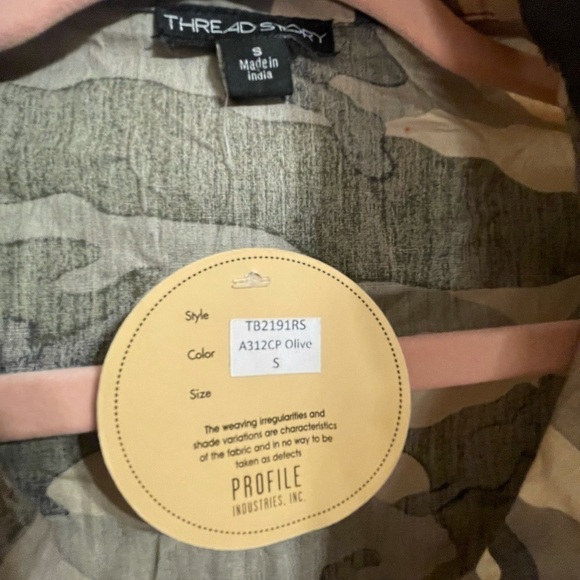 THREAD STORY
S
Made in
India
Style
TB2191RS
Color
A312CP Olive
S
Size
The weaving irregularities and
shade variations are characteristics
of the fabric and in no way to be
taken as defects
PROFILE
INDUSTRIES, INC.